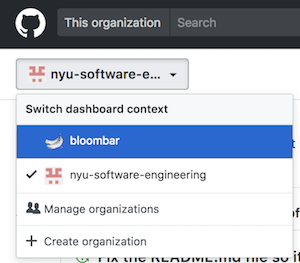 This organization Search
nyu-software-e...
Switch dashboard context
bloombar
nyu-software-engineering
Manage organizations
of
Create organization
Fix the README.md file so it